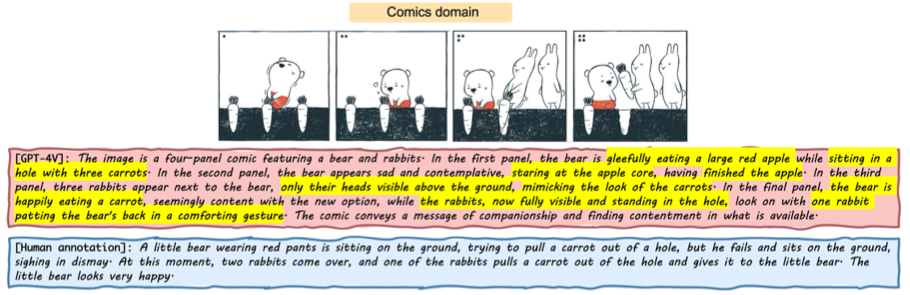 Comics domain
[GPT-4V]: The image is a four-panel comic featuring a bear and rabbits. In the first panel, the bear is gleefully eating a large red apple while sitting in a
hole with three carrots. In the second panel, the bear appears sad and contemplative, staring at the apple core, having finished the apple. In the third
panel, three rabbits appear next to the bear, only their heads visible above the ground, mimicking the look of the carrots. In the final panel, the bear is
happily eating a carrot, seemingly content with the new option, while the rabbits, now fully visible and standing in the hole, look on with one rabbit
patting the bear's back in a comforting gesture. The comic conveys a message of companionship and finding contentment in what is available.
[Human annotation]: A little bear wearing red pants is sitting on the ground, trying to pull a carrot out of a hole, but he fails and sits on the ground,
sighing in dismay. At this moment, two rabbits come over, and one of the rabbits pulls a carrot out of the hole and gives it to the little bear. The
little bear looks very happy.